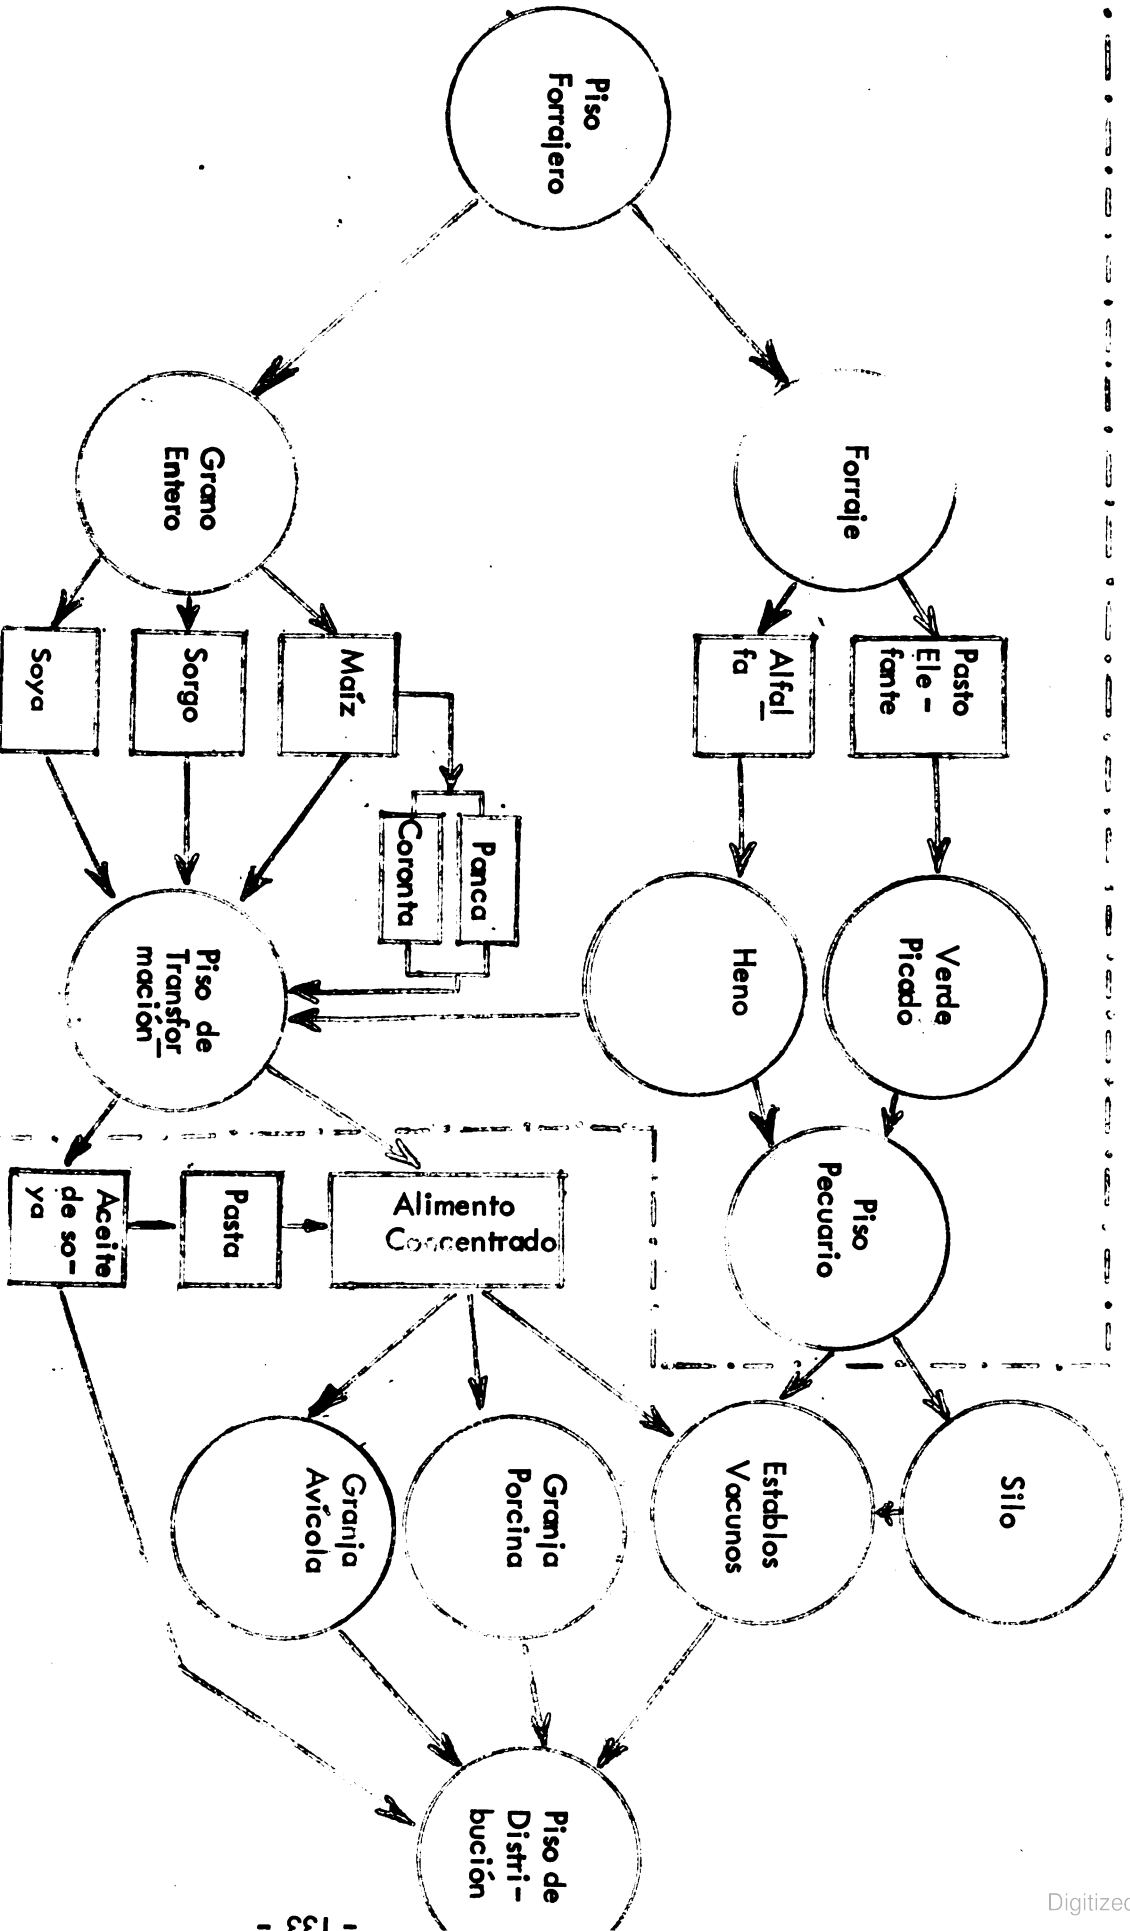 Piso
Forrajero
Forraje
Grano
Entero
Pasto
Ele-
fante
Alfal
fa
Maíz
Sorgo
Soya
Panca
Coronta
Verde
Picado
Heno
Piso de
Transfor
mación
Piso
Pecuario
Alimento
Concentrado
Pasta
Aceite
de so-
ya
Silo
Establos
Vacunos
Granja
Porcina
Granja
Avícola
Piso de
Distri-
bución
- 133 -
Digitized